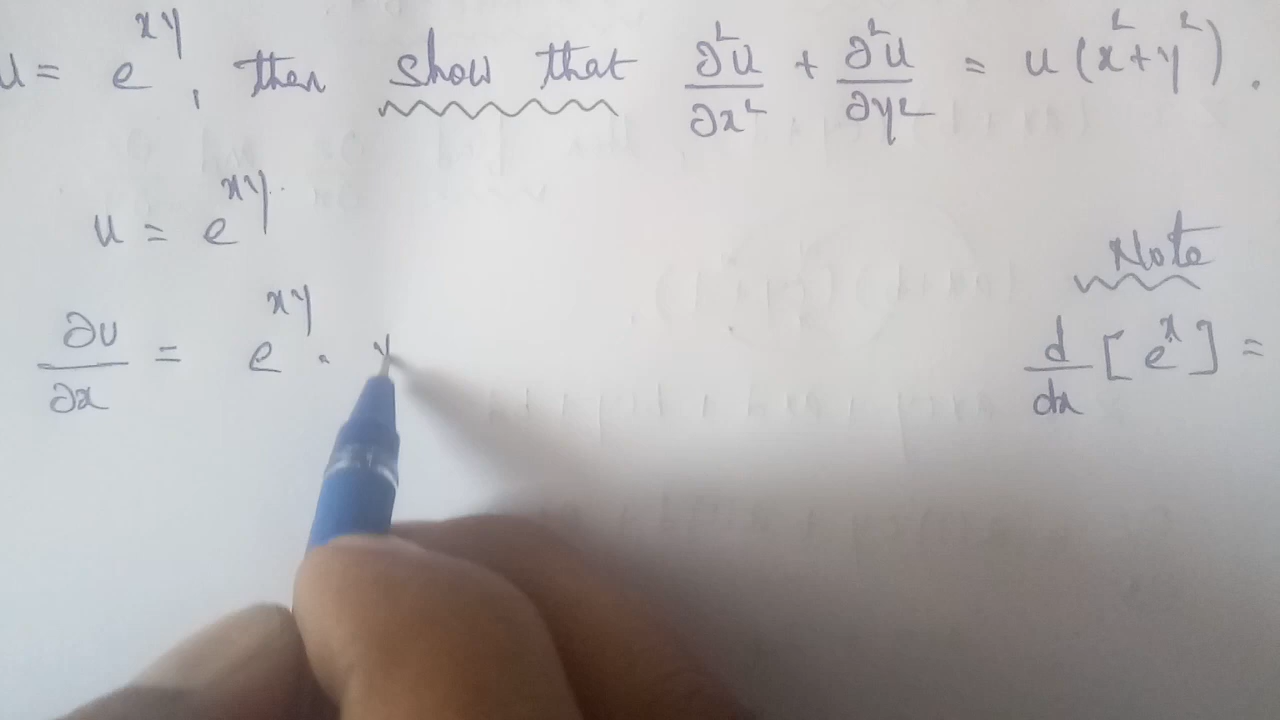 u = e^{xy}, then show that ∂²u/∂x² + ∂²u/∂y² = u(x²+y²).
u = e^{xy}
∂u/∂x = e^{xy} · y
Note
d/dx [e^x] =